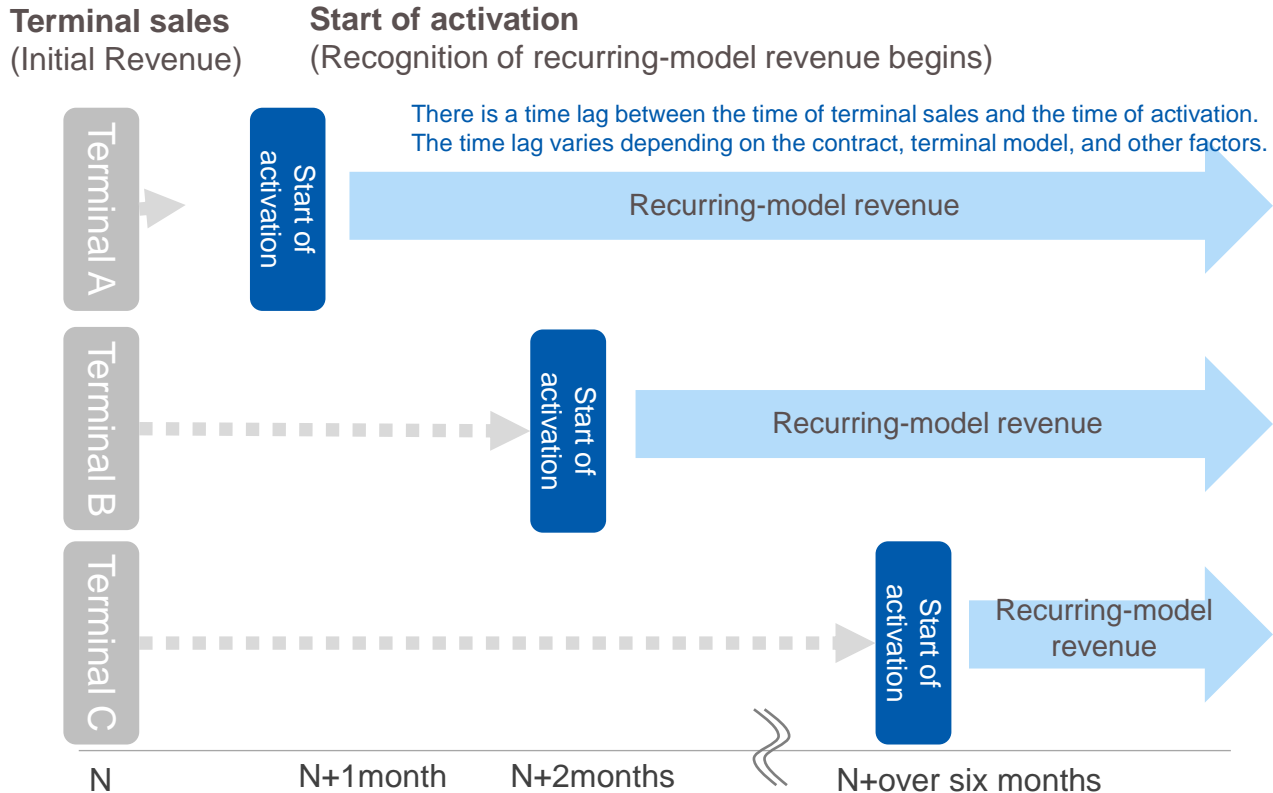 Terminal sales
(Initial Revenue)
Start of activation
(Recognition of recurring-model revenue begins)
There is a time lag between the time of terminal sales and the time of activation.
The time lag varies depending on the contract, terminal model, and other factors.
Terminal A
Start of
activation
Recurring-model revenue
Terminal B
Start of
activation
Recurring-model revenue
Terminal C
Start of
activation
Recurring-model
revenue
N
N+1month
N+2months
N+over six months